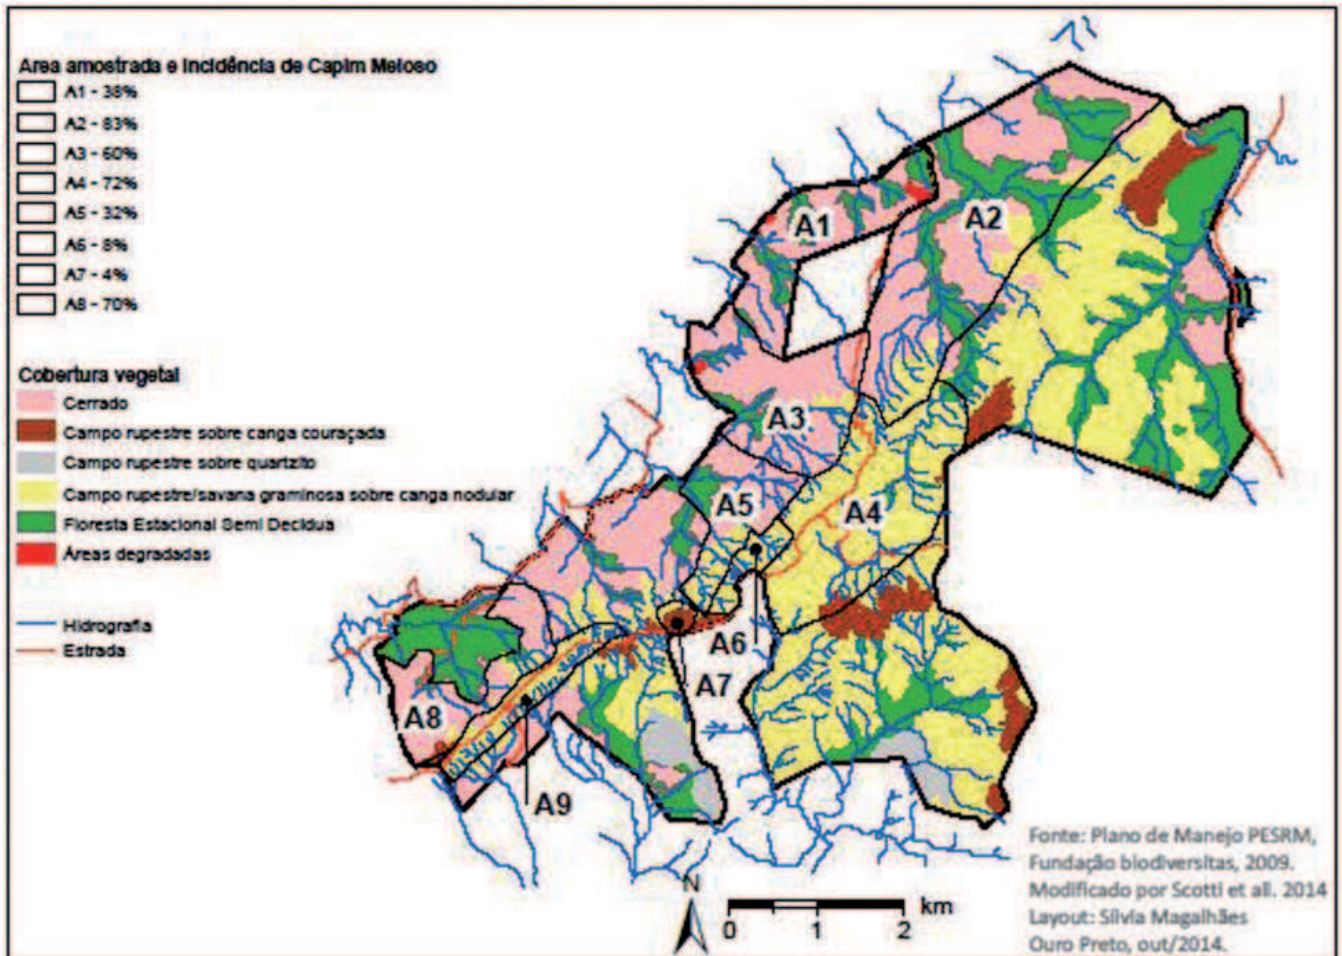 Area amostrada e Incidência de Capim Meloso
A1 - 38%
A2 - 83%
A3 - 60%
A4 - 72%
A5 - 32%
A6 - 8%
A7 - 4%
A8 - 70%
Cobertura vegetal
Cerrado
Campo rupestre sobre canga couraçada
Campo rupestre sobre quartzito
Campo rupestre/savana graminosa sobre canga nodular
Floresta Estacional Semi Decidua
Áreas degradadas
Hidrografia
Estrada
A1
A2
A3
A5
A4
A6
A7
A8
A9
N
km
0 1 2
Fonte: Plano de Manejo PESRM,
Fundação biodiversitas, 2009.
Modificado por Scotti et all. 2014
Layout: Sílvia Magalhães
Ouro Preto, out/2014.